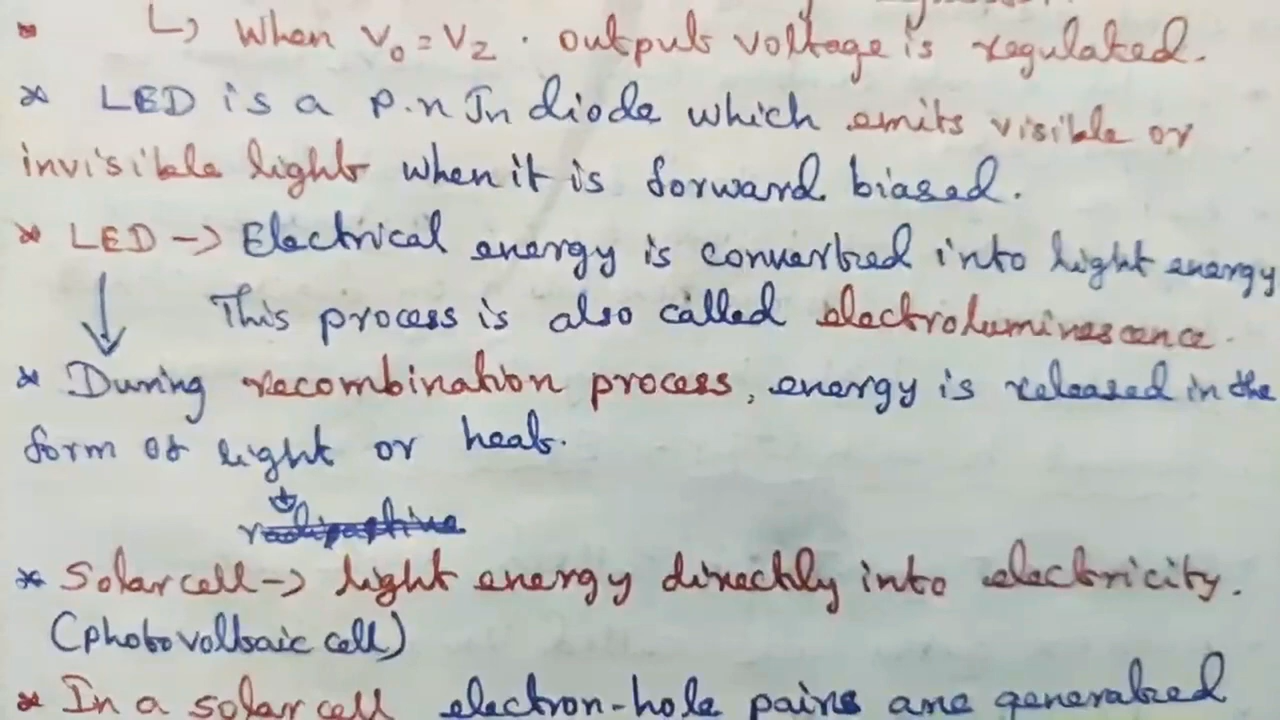 ↳ When V₀ = V_Z . output voltage is regulated.
* LED is a p.n Jn diode which emits visible or
invisible light when it is forward biased.
* LED -> Electrical energy is converted into light energy
This process is also called electroluminescence.
* During recombination process, energy is released in the
form of light or heat.
* Solar cell -> light energy directly into electricity.
(photovoltaic cell)
* In a solar cell electron-hole pairs are generated